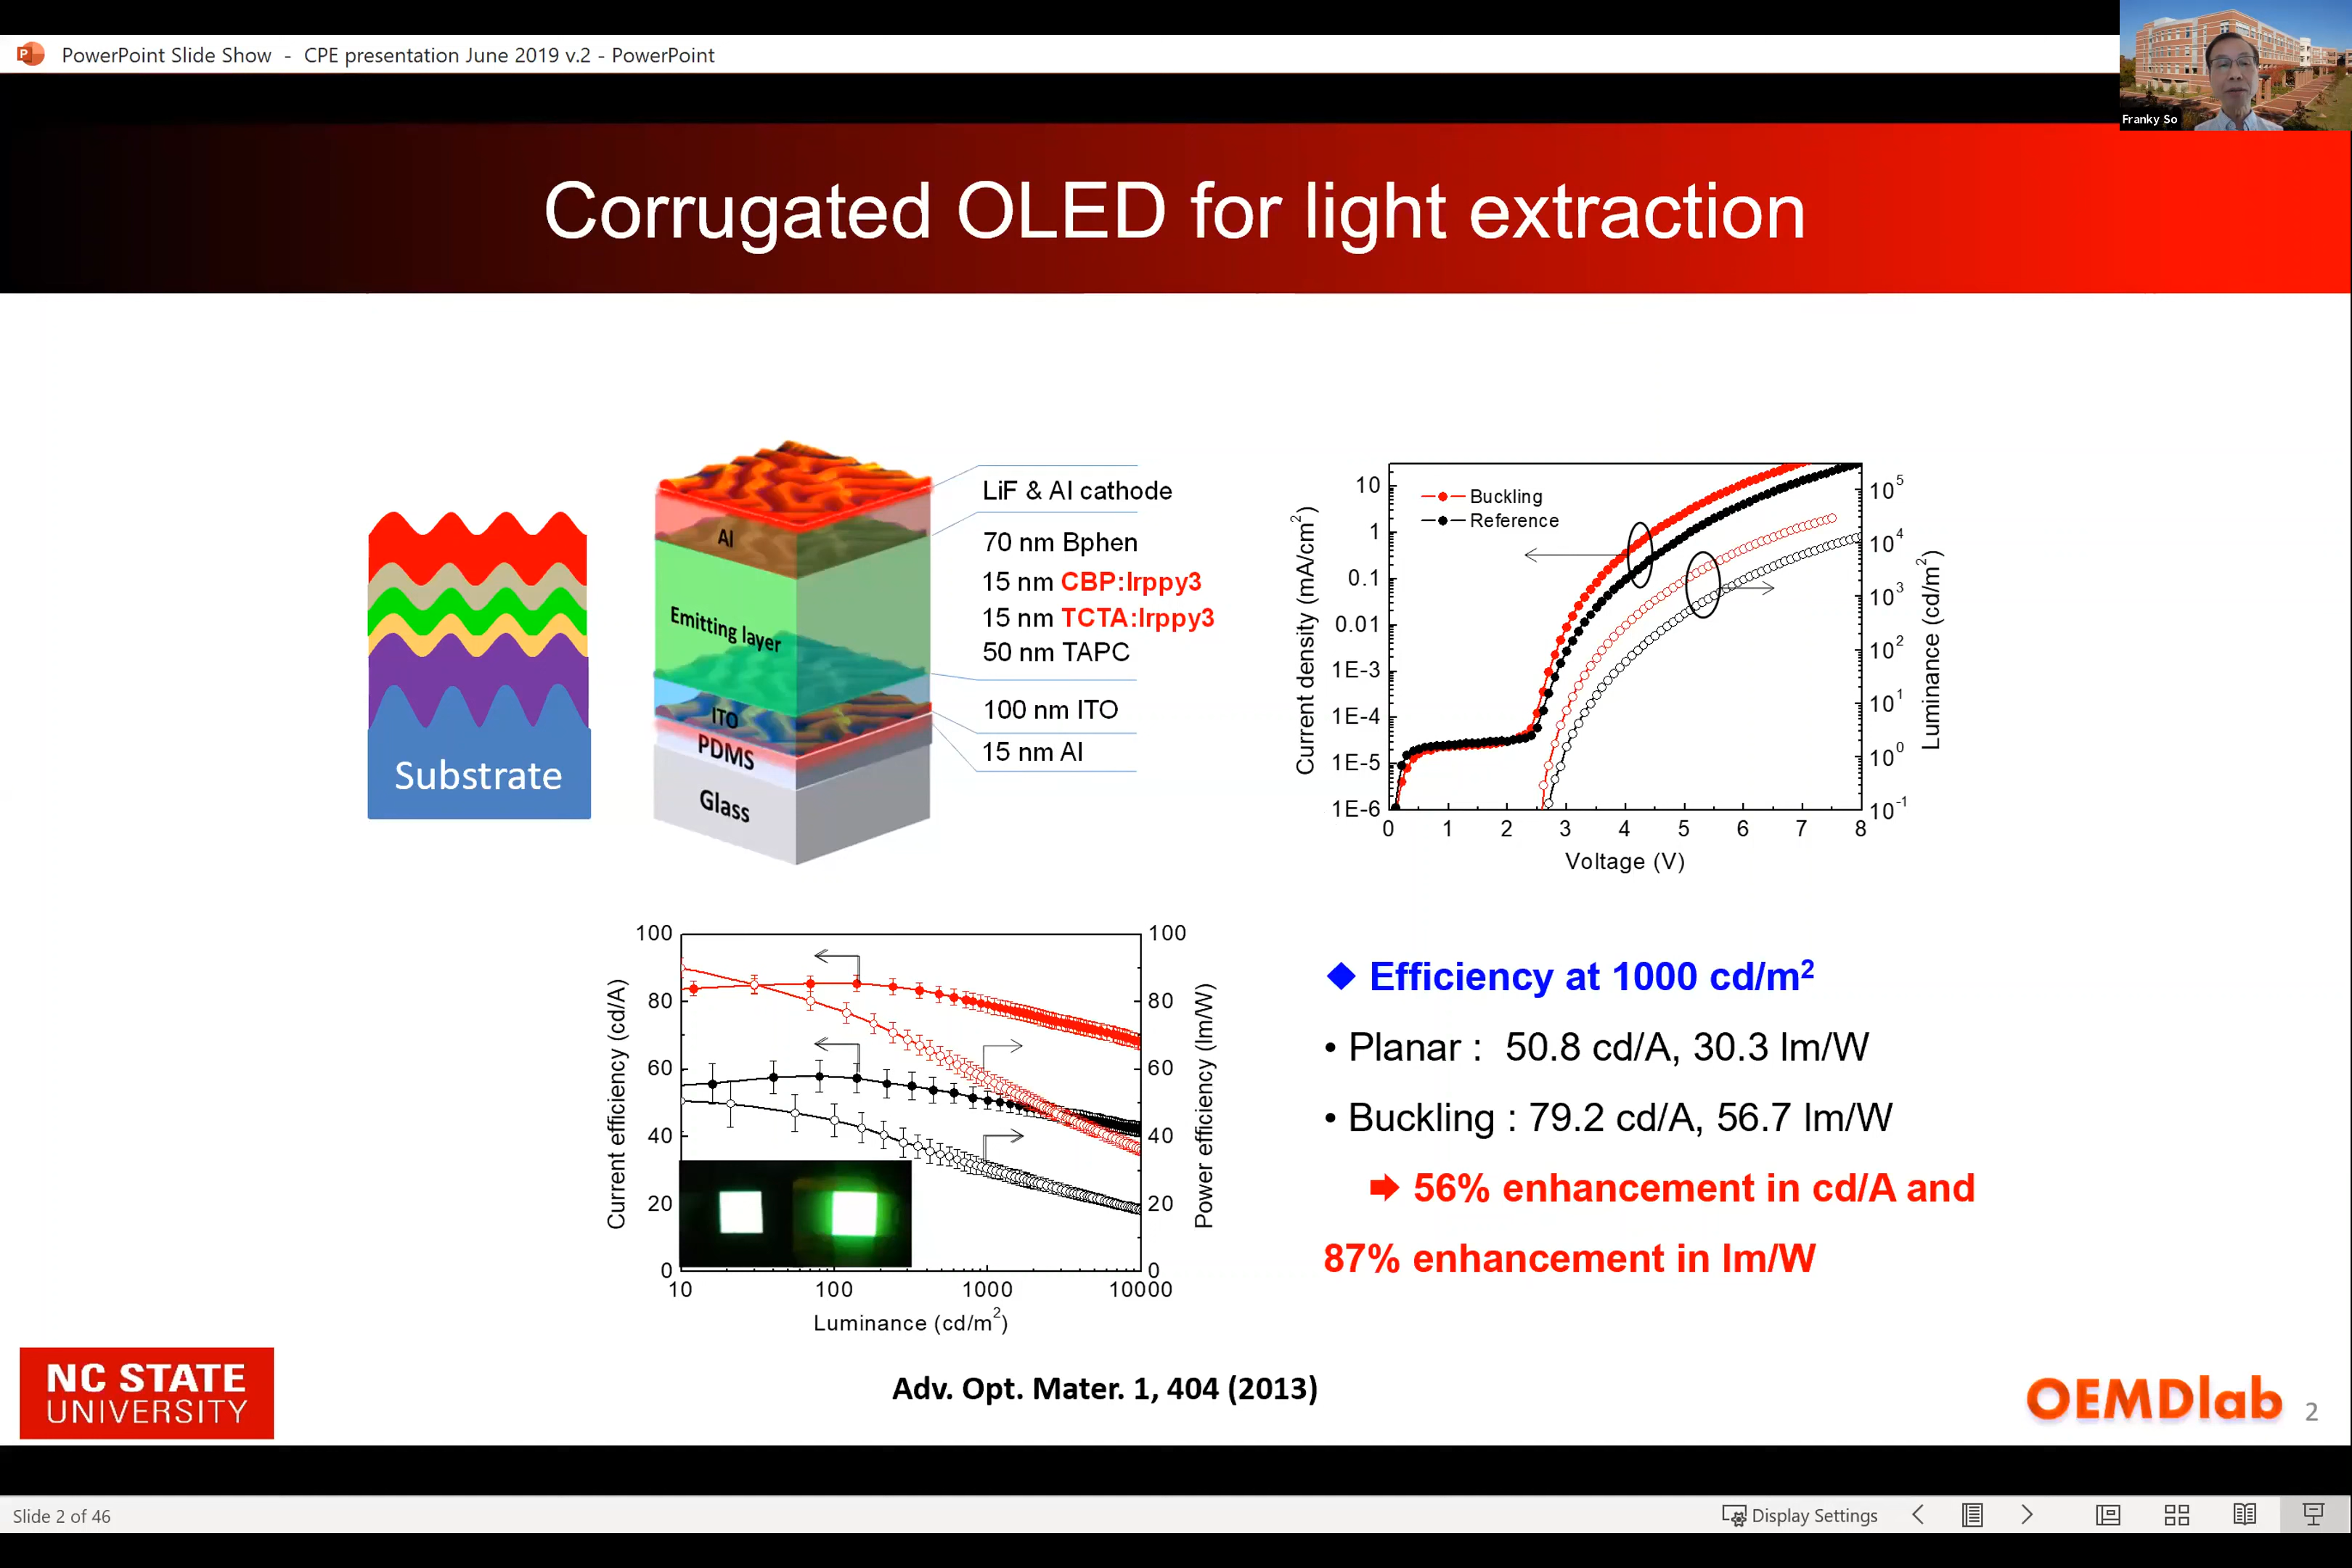 PowerPoint Slide Show - CPE presentation June 2019 v.2 - PowerPoint
Franky So
Corrugated OLED for light extraction
Substrate
Al
Emitting layer
ITO
PDMS
Glass
LiF & Al cathode
70 nm Bphen
15 nm CBP:Irppy3
15 nm TCTA:Irppy3
50 nm TAPC
100 nm ITO
15 nm Al
Current density (mA/cm²)
10
1
0.1
0.01
1E-3
1E-4
1E-5
1E-6
Buckling
Reference
10⁵
10⁴
10³
10²
10¹
10⁰
10⁻¹
Luminance (cd/m²)
0 1 2 3 4 5 6 7 8
Voltage (V)
Current efficiency (cd/A)
100
80
60
40
20
0
100
80
60
40
20
0
Power efficiency (lm/W)
10 100 1000 10000
Luminance (cd/m²)
◆ Efficiency at 1000 cd/m²
• Planar : 50.8 cd/A, 30.3 lm/W
• Buckling : 79.2 cd/A, 56.7 lm/W
➡ 56% enhancement in cd/A and
87% enhancement in lm/W
NC STATE
UNIVERSITY
Adv. Opt. Mater. 1, 404 (2013)
OEMDlab
2
Slide 2 of 46
Display Settings